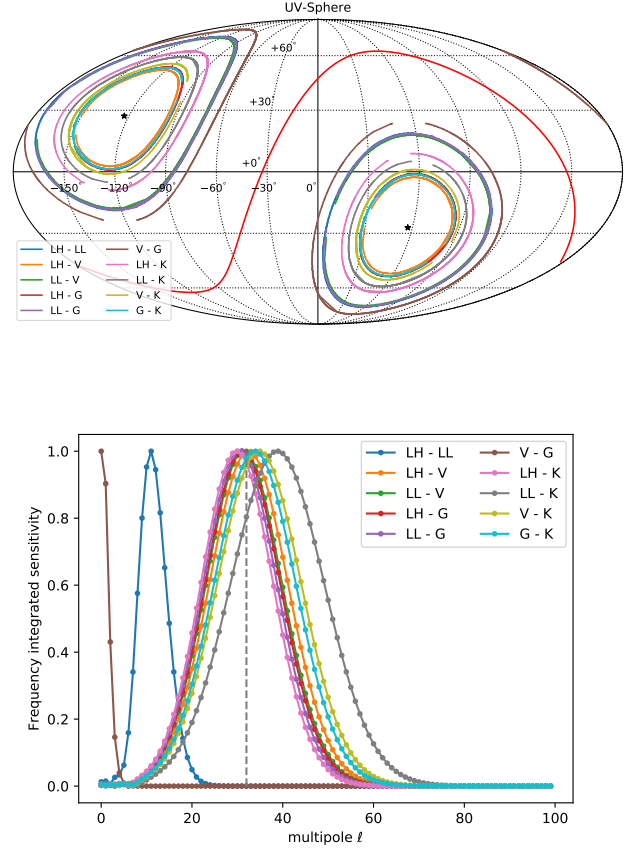 UV-Sphere
+60°
+30°
+0°
−150° −120° −90° −60° −30° 0°
LH - LL V - G
LH - V LH - K
LL - V LL - K
LH - G V - K
LL - G G - K
1.0
0.8
0.6
0.4
0.2
0.0
Frequency integrated sensitivity
LH - LL V - G
LH - V LH - K
LL - V LL - K
LH - G V - K
LL - G G - K
0 20 40 60 80 100
multipole ℓ